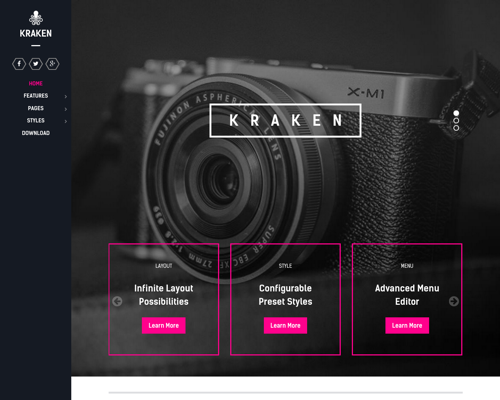 KRAKEN
HOME
FEATURES
PAGES
STYLES
DOWNLOAD
FUJINON ASPHERICAL LENS
SUPER EBC XF 27mm 1:2.8 ø39
X-M1
KRAKEN
LAYOUT
Infinite Layout
Possibilities
Learn More
STYLE
Configurable
Preset Styles
Learn More
MENU
Advanced Menu
Editor
Learn More